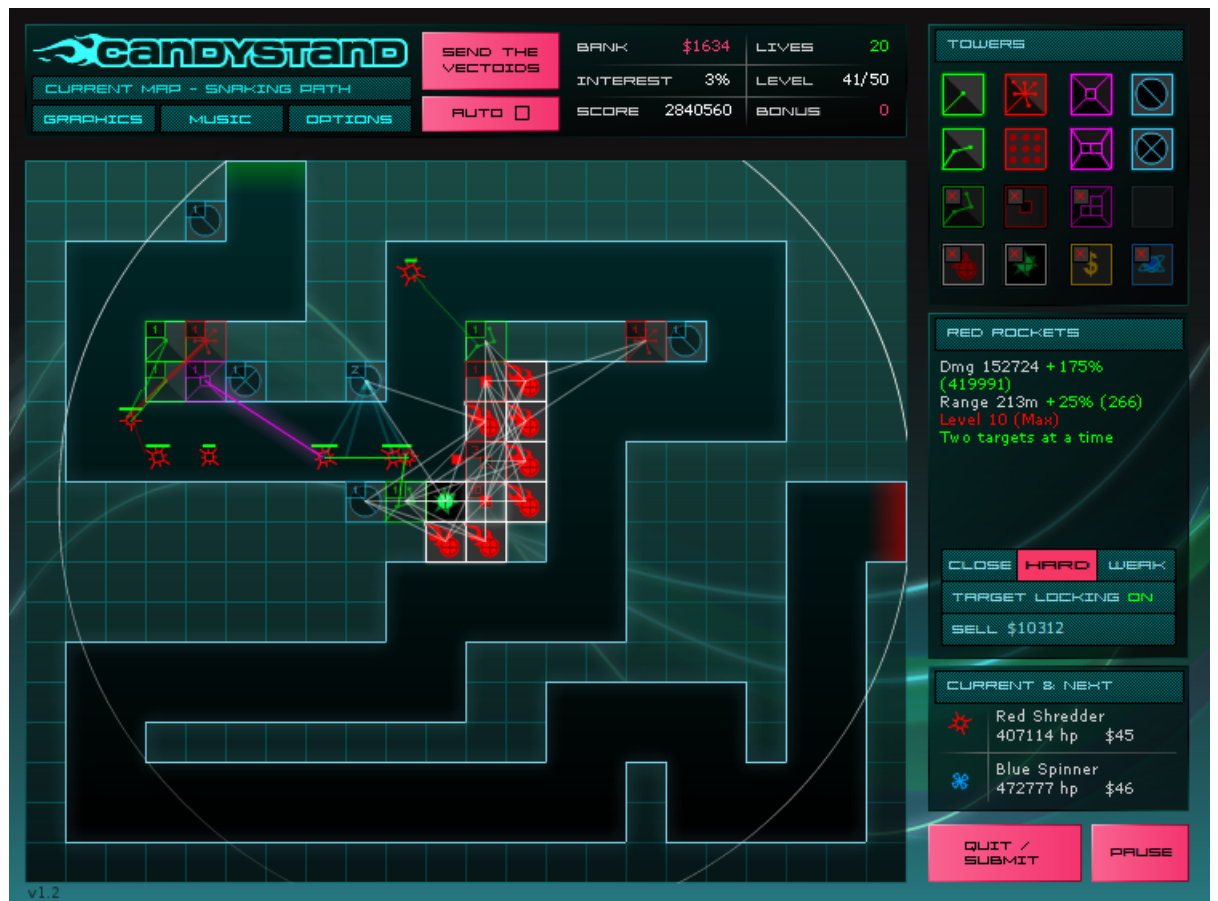 CANDYSTAND
CURRENT MAP - SNAKING PATH
GRAPHICS MUSIC OPTIONS
SEND THE
VECTOIDS
AUTO
BANK $1634 LIVES 20
INTEREST 3% LEVEL 41/50
SCORE 2840560 BONUS 0
TOWERS
RED ROCKETS
Dmg 152724 +175%
(419991)
Range 213m +25% (266)
Level 10 (Max)
Two targets at a time
CLOSE HARD WEAK
TARGET LOCKING ON
SELL $10312
CURRENT & NEXT
Red Shredder
407114 hp $45
Blue Spinner
472777 hp $46
QUIT /
SUBMIT
PAUSE
v1.2